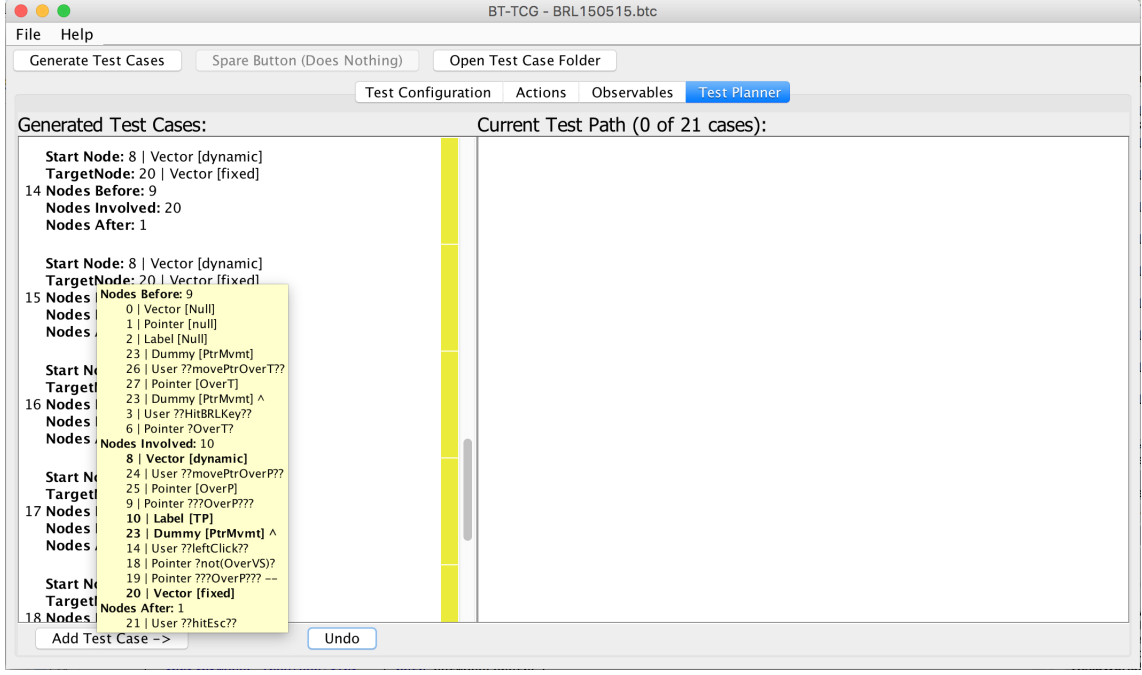 BT-TCG - BRL150515.btc
File Help
Generate Test Cases Spare Button (Does Nothing) Open Test Case Folder
Test Configuration Actions Observables Test Planner
Generated Test Cases: Current Test Path (0 of 21 cases):
Start Node: 8 | Vector [dynamic]
TargetNode: 20 | Vector [fixed]
14 Nodes Before: 9
Nodes Involved: 20
Nodes After: 1
Start Node: 8 | Vector [dynamic]
TargetNode: 20 | Vector [fixed]
15 Nodes
Nodes
Nodes
Start
16 Nodes
Nodes
Nodes
Start
17 Nodes
Nodes
Nodes
Start
18 Nodes
Nodes Before: 9
0 | Vector [Null]
1 | Pointer [null]
2 | Label [Null]
23 | Dummy [PtrMvmt]
26 | User ??movePtrOverT??
27 | Pointer [OverT]
23 | Dummy [PtrMvmt] ^
3 | User ??HitBRLKey??
6 | Pointer ?OverT?
Nodes Involved: 10
8 | Vector [dynamic]
24 | User ??movePtrOverP??
25 | Pointer [OverP]
9 | Pointer ???OverP???
10 | Label [TP]
23 | Dummy [PtrMvmt] ^
14 | User ??leftClick??
18 | Pointer ?not(OverVS)?
19 | Pointer ???OverP??? --
20 | Vector [fixed]
Nodes After: 1
21 | User ??hitEsc??
Add Test Case -> Undo